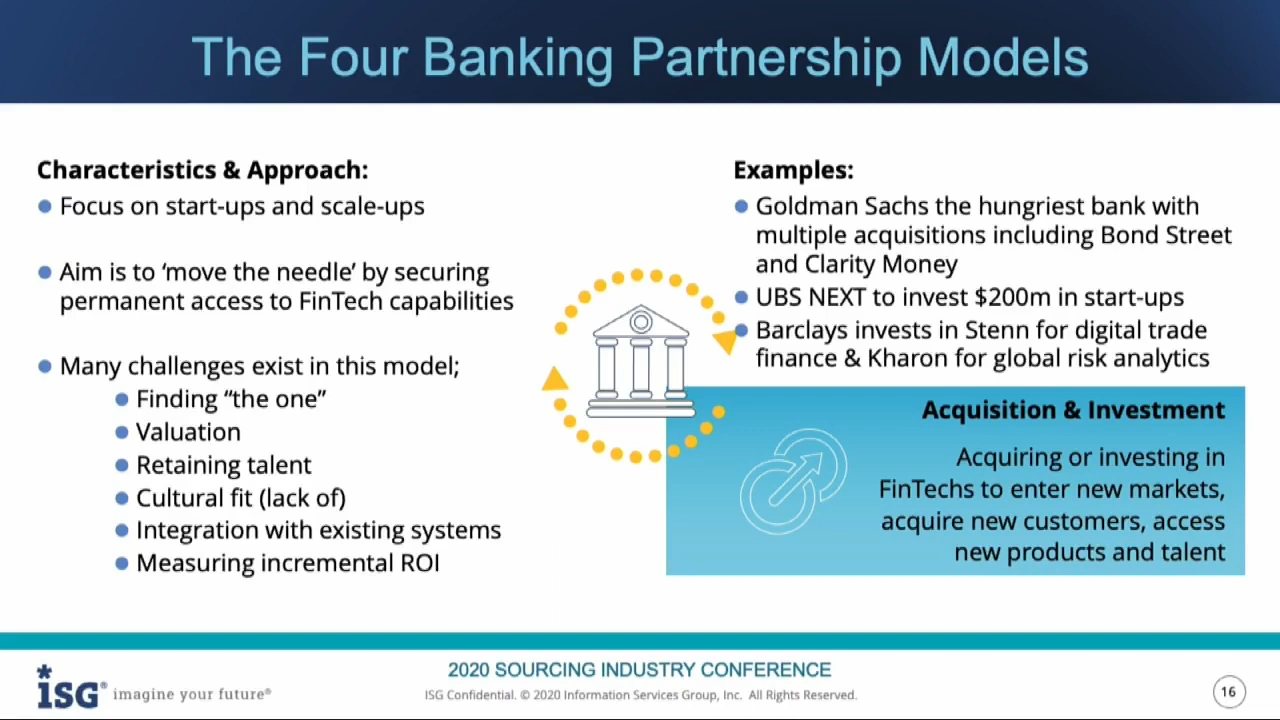 The Four Banking Partnership Models
Characteristics & Approach:
Focus on start-ups and scale-ups
Aim is to ‘move the needle’ by securing
permanent access to FinTech capabilities
Many challenges exist in this model;
Finding “the one”
Valuation
Retaining talent
Cultural fit (lack of)
Integration with existing systems
Measuring incremental ROI
Examples:
Goldman Sachs the hungriest bank with
multiple acquisitions including Bond Street
and Clarity Money
UBS NEXT to invest $200m in start-ups
Barclays invests in Stenn for digital trade
finance & Kharon for global risk analytics
Acquisition & Investment
Acquiring or investing in
FinTechs to enter new markets,
acquire new customers, access
new products and talent
ISG® imagine your future®
2020 SOURCING INDUSTRY CONFERENCE
ISG Confidential. © 2020 Information Services Group, Inc. All Rights Reserved.
16